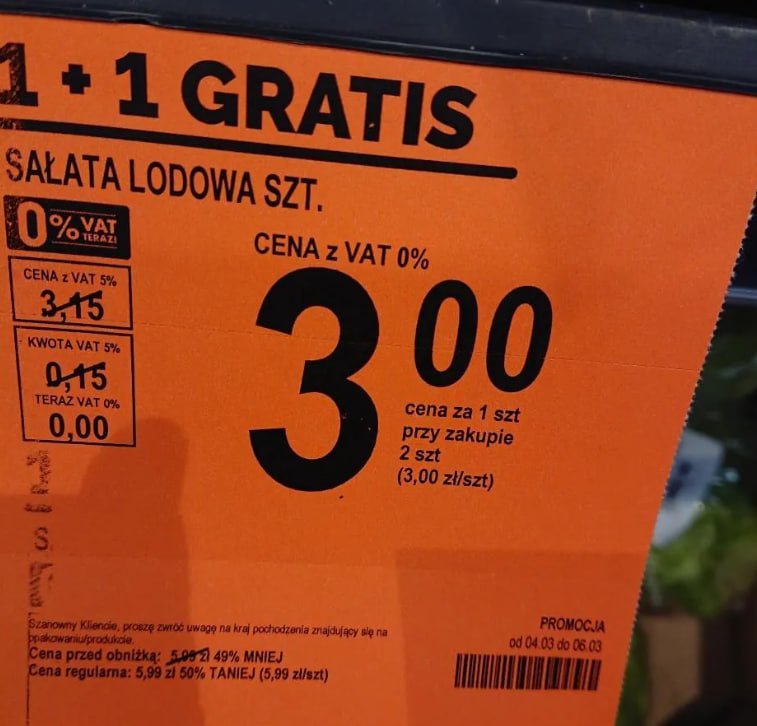 1 + 1 GRATIS
SAŁATA LODOWA SZT.
0% VAT
TERAZ!
CENA z VAT 5%
3,15
KWOTA VAT 5%
0,15
TERAZ VAT 0%
0,00
CENA z VAT 0%
3 00
cena za 1 szt
przy zakupie
2 szt
(3,00 zł/szt)
Szanowny Kliencie, proszę zwróć uwagę na kraj pochodzenia znajdujący się na
opakowaniu/produkcie.
Cena przed obniżką: 5,99 zł 49% MNIEJ
Cena regularna: 5,99 zł 50% TANIEJ (5,99 zł/szt)
PROMOCJA
od 04.03 do 06.03